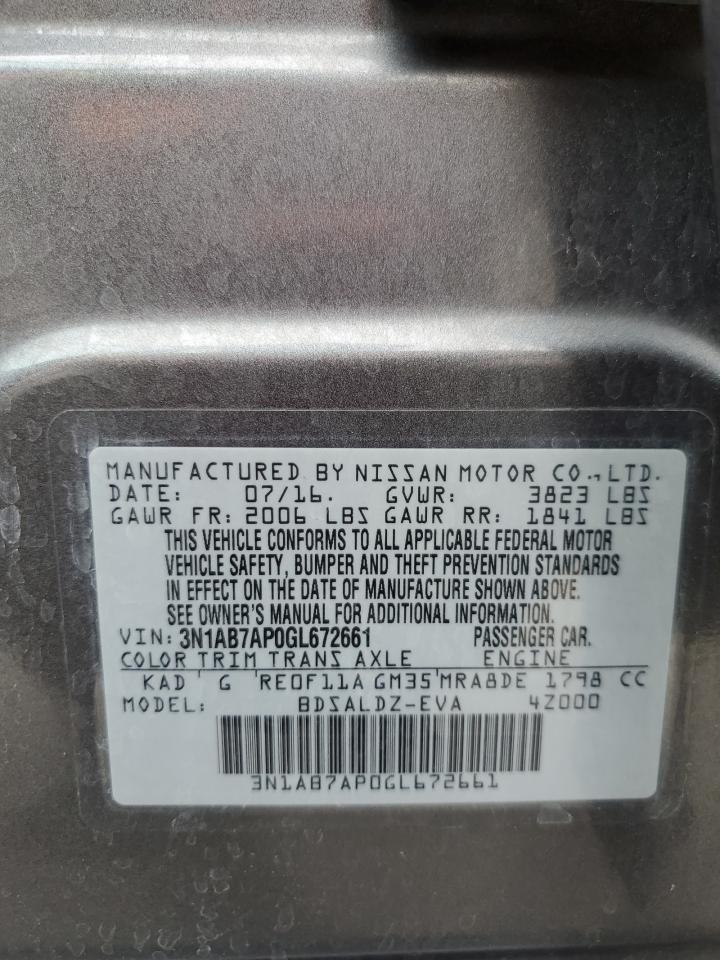 MANUFACTURED BY NISSAN MOTOR CO.,LTD.
DATE: 07/16. GVWR: 3823 LBS
GAWR FR: 2006 LBS GAWR RR: 1841 LBS
THIS VEHICLE CONFORMS TO ALL APPLICABLE FEDERAL MOTOR
VEHICLE SAFETY, BUMPER AND THEFT PREVENTION STANDARDS
IN EFFECT ON THE DATE OF MANUFACTURE SHOWN ABOVE.
SEE OWNER'S MANUAL FOR ADDITIONAL INFORMATION.
VIN: 3N1AB7AP0GL672661 PASSENGER CAR.
COLOR TRIM TRANS AXLE ENGINE
KAD ' G 'RE0F11A GM35'MRA8DE 1798 CC
MODEL: BDSALDZ-EVA 4Z000
3N1AB7AP0GL672661